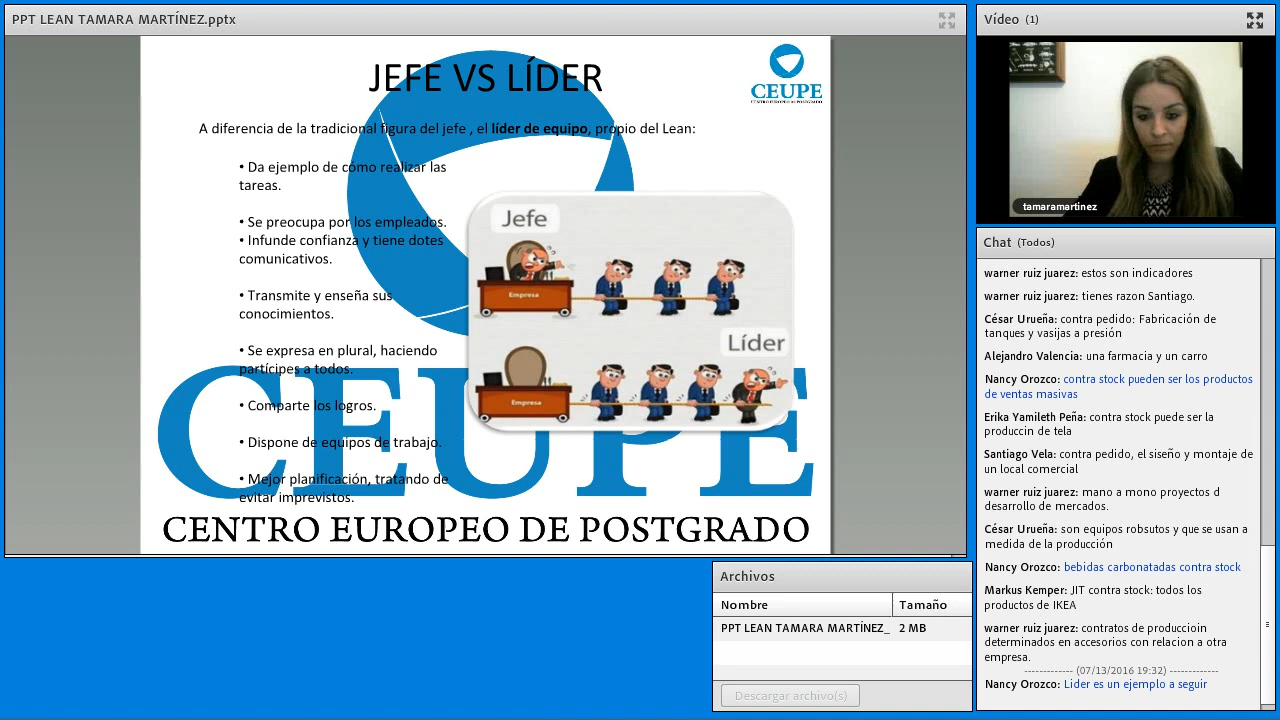 PPT LEAN TAMARA MARTÍNEZ.pptx
JEFE VS LÍDER
CEUPE
CENTRO EUROPEO DE POSTGRADO
A diferencia de la tradicional figura del jefe , el líder de equipo, propio del Lean:
• Da ejemplo de cómo realizar las
tareas.
• Se preocupa por los empleados.
• Infunde confianza y tiene dotes
comunicativos.
• Transmite y enseña sus
conocimientos.
• Se expresa en plural, haciendo
partícipes a todos.
• Comparte los logros.
• Dispone de equipos de trabajo.
• Mejor planificación, tratando de
evitar imprevistos.
Jefe
Empresa
Líder
Empresa
CEUPE
CENTRO EUROPEO DE POSTGRADO
Vídeo (1)
tamaramartinez
Chat (Todos)
warner ruiz juarez: estos son indicadores
warner ruiz juarez: tienes razon Santiago.
César Urueña: contra pedido: Fabricación de
tanques y vasijas a presión
Alejandro Valencia: una farmacia y un carro
Nancy Orozco: contra stock pueden ser los productos
de ventas masivas
Erika Yamileth Peña: contra stock puede ser la
produccin de tela
Santiago Vela: contra pedido, el siseño y montaje de
un local comercial
warner ruiz juarez: mano a mono proyectos d
desarrollo de mercados.
César Urueña: son equipos robsutos y que se usan a
medida de la producción
Nancy Orozco: bebidas carbonatadas contra stock
Markus Kemper: JIT contra stock: todos los
productos de IKEA
warner ruiz juarez: contratos de produccioin
determinados en accesorios con relacion a otra
empresa.
------------- (07/13/2016 19:32) -------------
Nancy Orozco: Lider es un ejemplo a seguir
Archivos
Nombre Tamaño
PPT LEAN TAMARA MARTÍNEZ_ 2 MB
Descargar archivo(s)